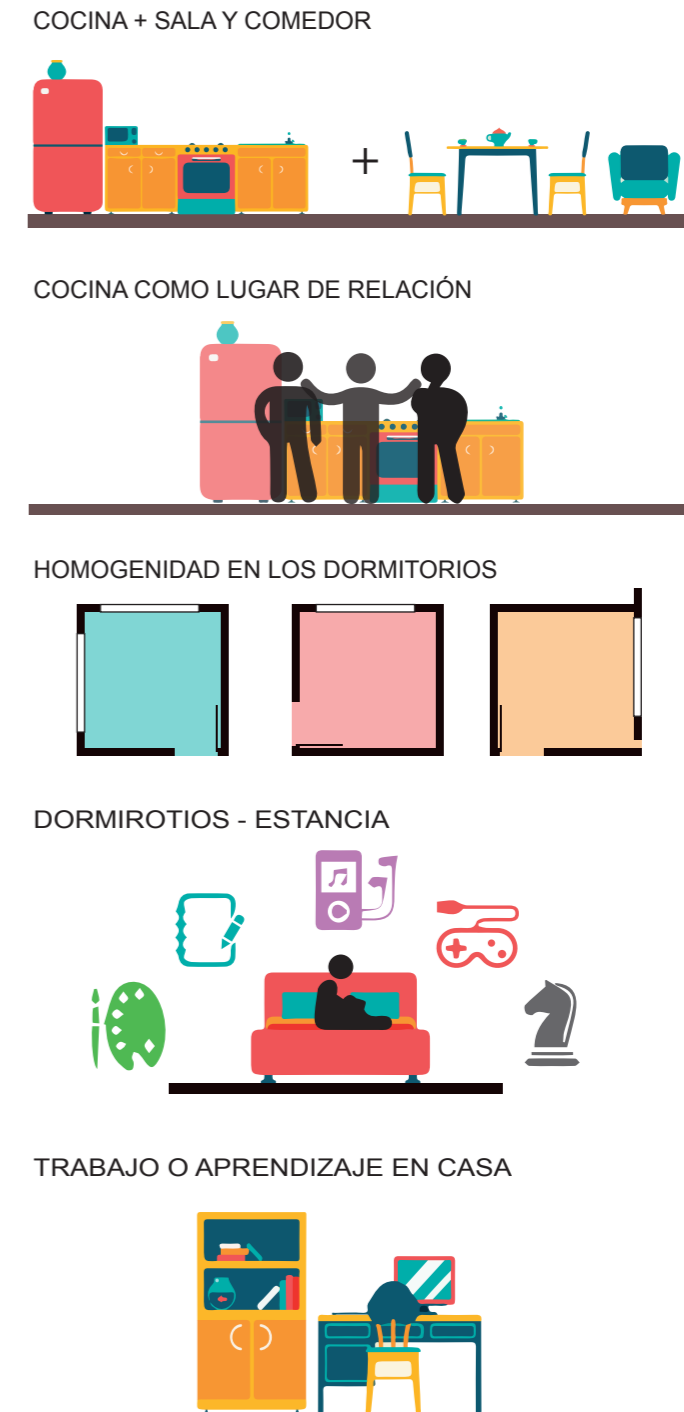 COCINA + SALA Y COMEDOR
+
COCINA COMO LUGAR DE RELACIÓN
HOMOGENIDAD EN LOS DORMITORIOS
DORMIROTIOS - ESTANCIA
TRABAJO O APRENDIZAJE EN CASA